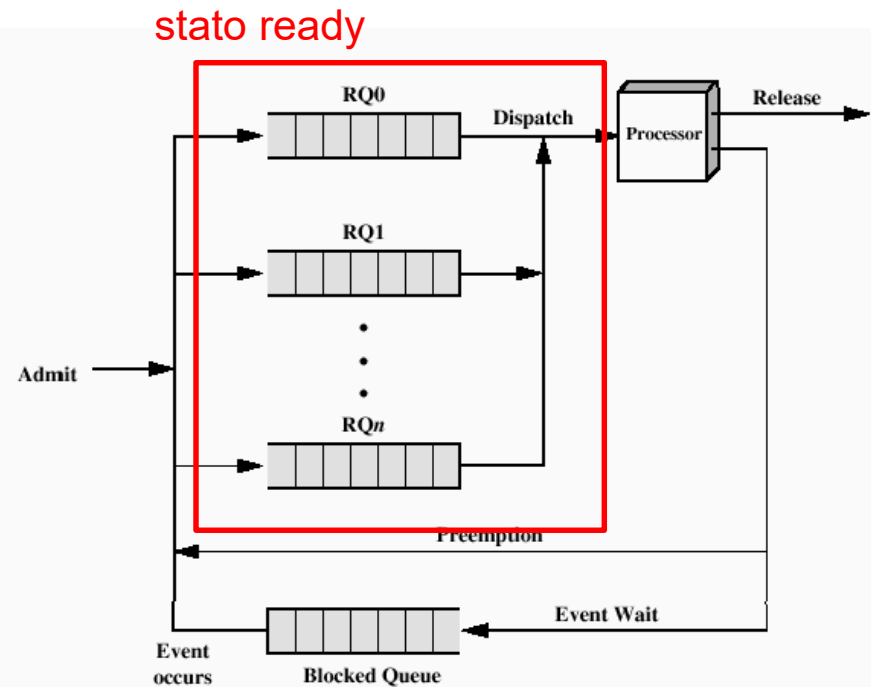 stato ready
RQ0
Dispatch
Release
Processor
RQ1
Admit
RQn
Preemption
Event Wait
Event
occurs
Blocked Queue